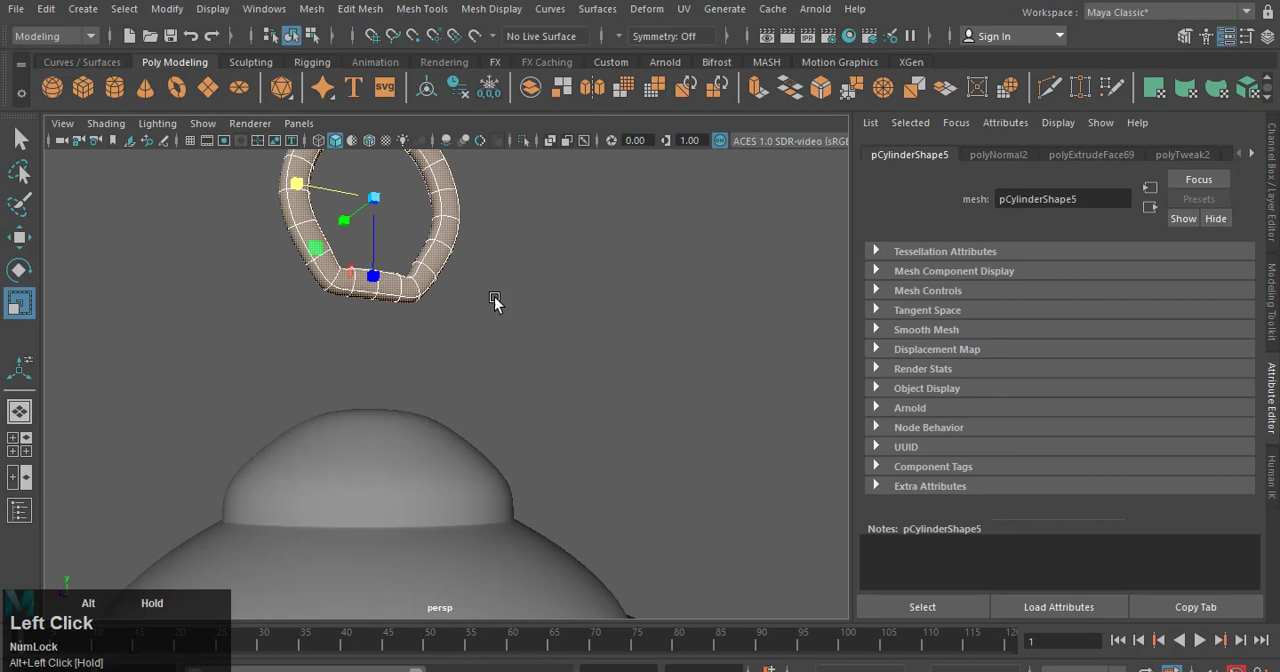 File Edit Create Select Modify Display Windows Mesh Edit Mesh Mesh Tools Mesh Display Curves Surfaces Deform UV Generate Cache Arnold Help
Workspace : Maya Classic*
Modeling
No Live Surface
Symmetry: Off
Sign In
Curves / Surfaces Poly Modeling Sculpting Rigging Animation Rendering FX FX Caching Custom Arnold Bifrost MASH Motion Graphics XGen
SVG
0,0,0
View Shading Lighting Show Renderer Panels
0.00 1.00 ACES 1.0 SDR-video (sRGB
List Selected Focus Attributes Display Show Help
pCylinderShape5 polyNormal2 polyExtrudeFace69 polyTweak2
Focus
mesh: pCylinderShape5
Presets
Show Hide
Tessellation Attributes
Mesh Component Display
Mesh Controls
Tangent Space
Smooth Mesh
Displacement Map
Render Stats
Object Display
Arnold
Node Behavior
UUID
Component Tags
Extra Attributes
Notes: pCylinderShape5
Select Load Attributes Copy Tab
Channel Box / Layer Editor
Modeling Toolkit
Attribute Editor
Human IK
y
persp
Alt Hold
Left Click
NumLock
Alt+Left Click [Hold]
25 30 35 40 45 50 55 60 65 70 75 80 85 90 95 100 105 110 115 120
1